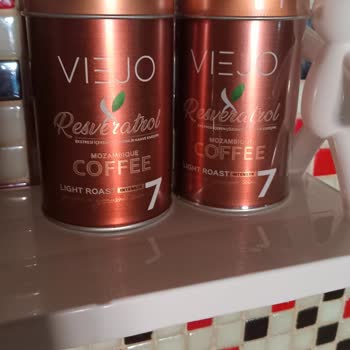 VIEJO
Resveratrol
MOZAMBIQUE
COFFEE
LIGHT ROAST
7
VIEJO
Resveratrol
MOZAMBIQUE
COFFEE
LIGHT ROAST
7